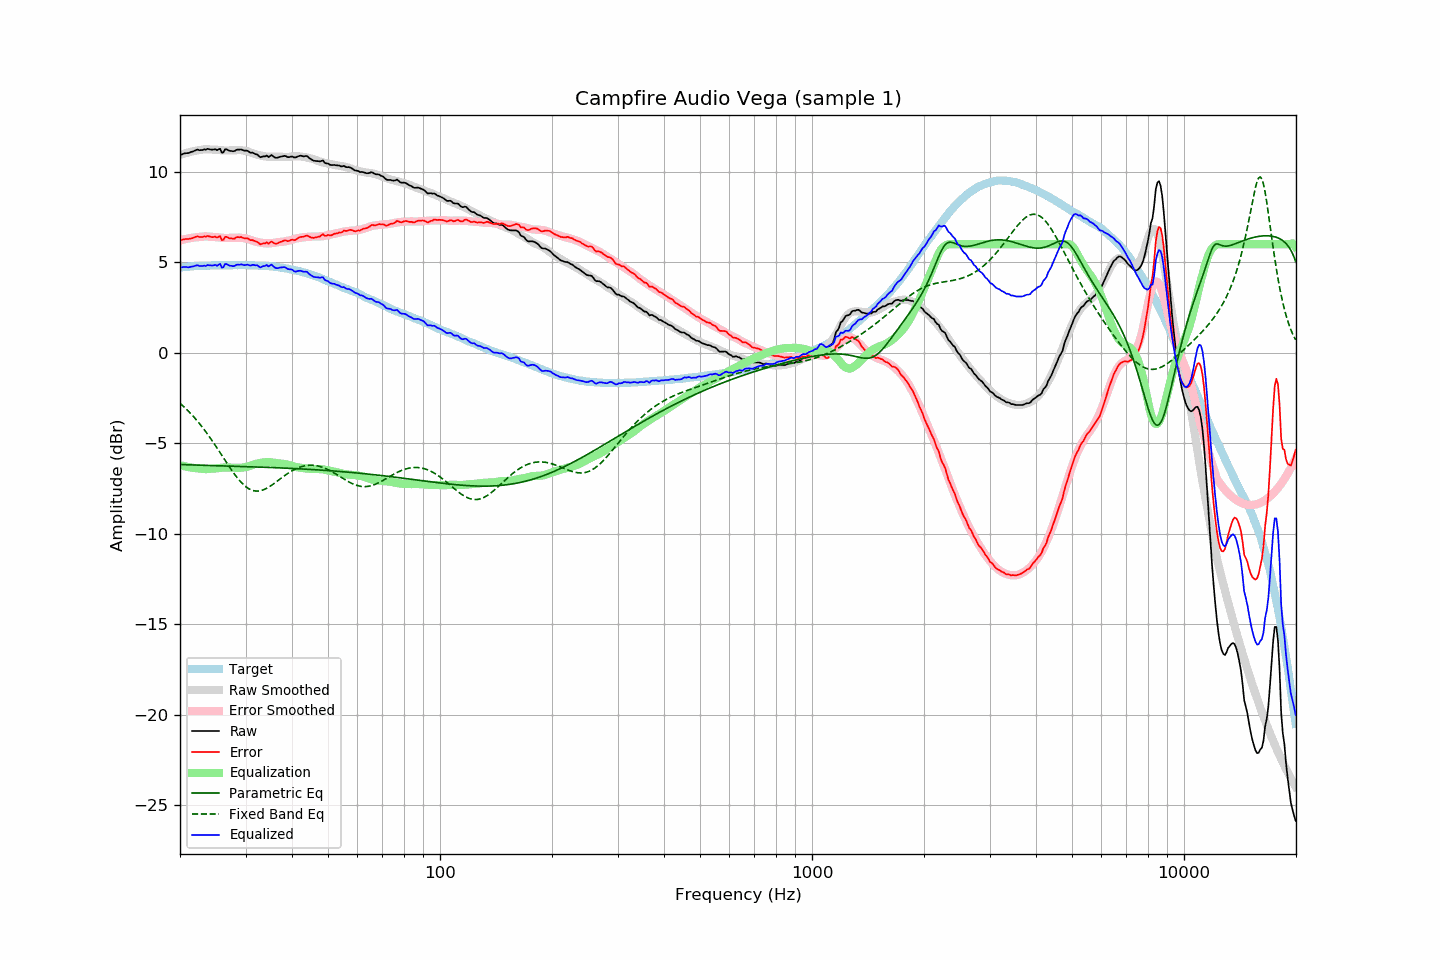 Campfire Audio Vega (sample 1)
Amplitude (dBr)
10
5
0
−5
−10
−15
−20
−25
Target
Raw Smoothed
Error Smoothed
Raw
Error
Equalization
Parametric Eq
Fixed Band Eq
Equalized
100 1000 10000
Frequency (Hz)